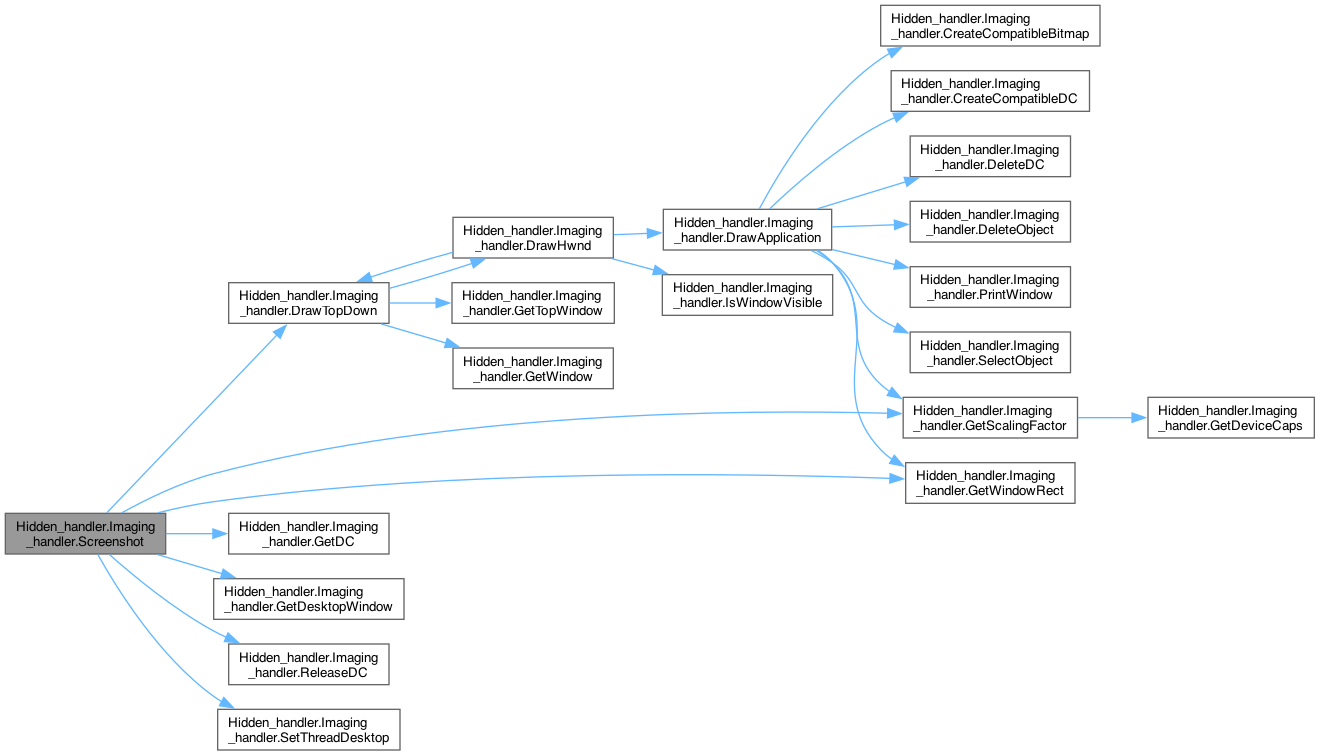 Hidden_handler.Imaging
_handler.CreateCompatibleBitmap
Hidden_handler.Imaging
_handler.CreateCompatibleDC
Hidden_handler.Imaging
_handler.DeleteDC
Hidden_handler.Imaging
_handler.DrawHwnd
Hidden_handler.Imaging
_handler.DrawApplication
Hidden_handler.Imaging
_handler.DeleteObject
Hidden_handler.Imaging
_handler.DrawTopDown
Hidden_handler.Imaging
_handler.GetTopWindow
Hidden_handler.Imaging
_handler.IsWindowVisible
Hidden_handler.Imaging
_handler.PrintWindow
Hidden_handler.Imaging
_handler.GetWindow
Hidden_handler.Imaging
_handler.SelectObject
Hidden_handler.Imaging
_handler.GetScalingFactor
Hidden_handler.Imaging
_handler.GetDeviceCaps
Hidden_handler.Imaging
_handler.GetWindowRect
Hidden_handler.Imaging
_handler.Screenshot
Hidden_handler.Imaging
_handler.GetDC
Hidden_handler.Imaging
_handler.GetDesktopWindow
Hidden_handler.Imaging
_handler.ReleaseDC
Hidden_handler.Imaging
_handler.SetThreadDesktop